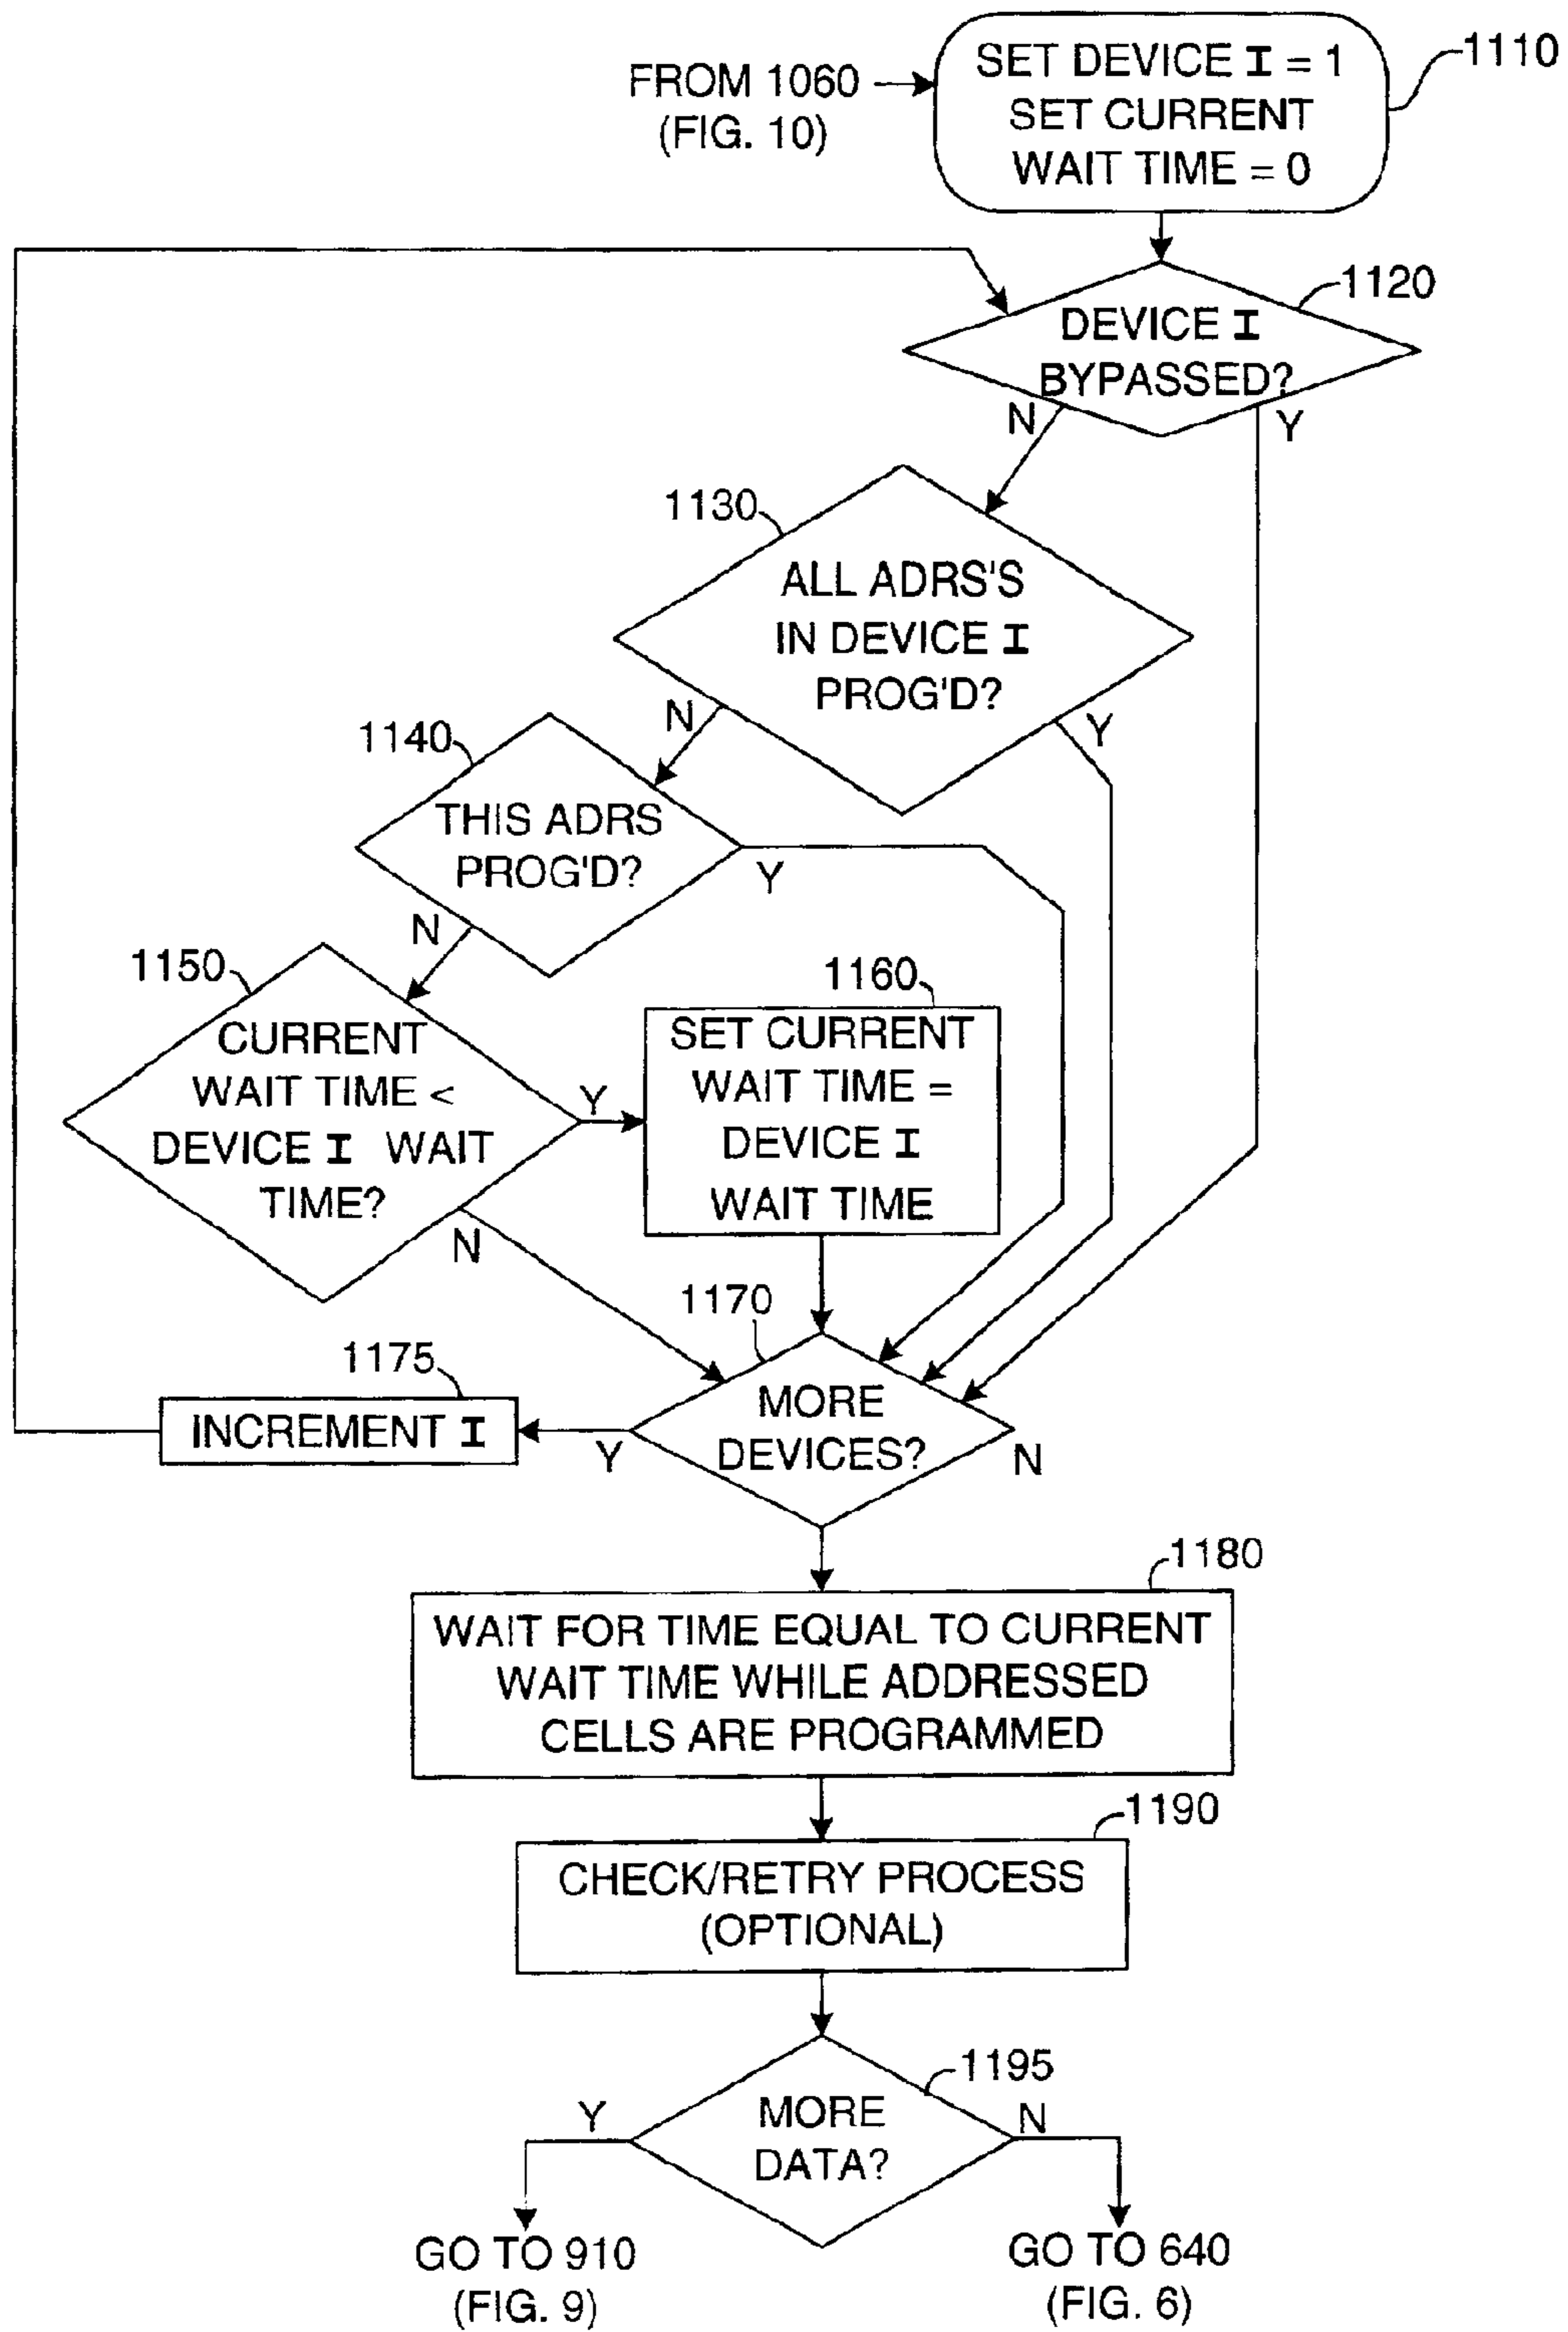 SET DEVICE I = 1
SET CURRENT
WAIT TIME = 0
1110
FROM 1060
(FIG. 10)
1120
DEVICE I
BYPASSED?
N
Y
1130
ALL ADRS'S
IN DEVICE I
PROG'D?
N
Y
1140
THIS ADRS
PROG'D?
Y
N
1150
CURRENT
WAIT TIME <
DEVICE I WAIT
TIME?
Y
N
1160
SET CURRENT
WAIT TIME =
DEVICE I
WAIT TIME
1170
MORE
DEVICES?
Y
N
1175
INCREMENT I
1180
WAIT FOR TIME EQUAL TO CURRENT
WAIT TIME WHILE ADDRESSED
CELLS ARE PROGRAMMED
1190
CHECK/RETRY PROCESS
(OPTIONAL)
1195
MORE
DATA?
Y
N
GO TO 910
(FIG. 9)
GO TO 640
(FIG. 6)